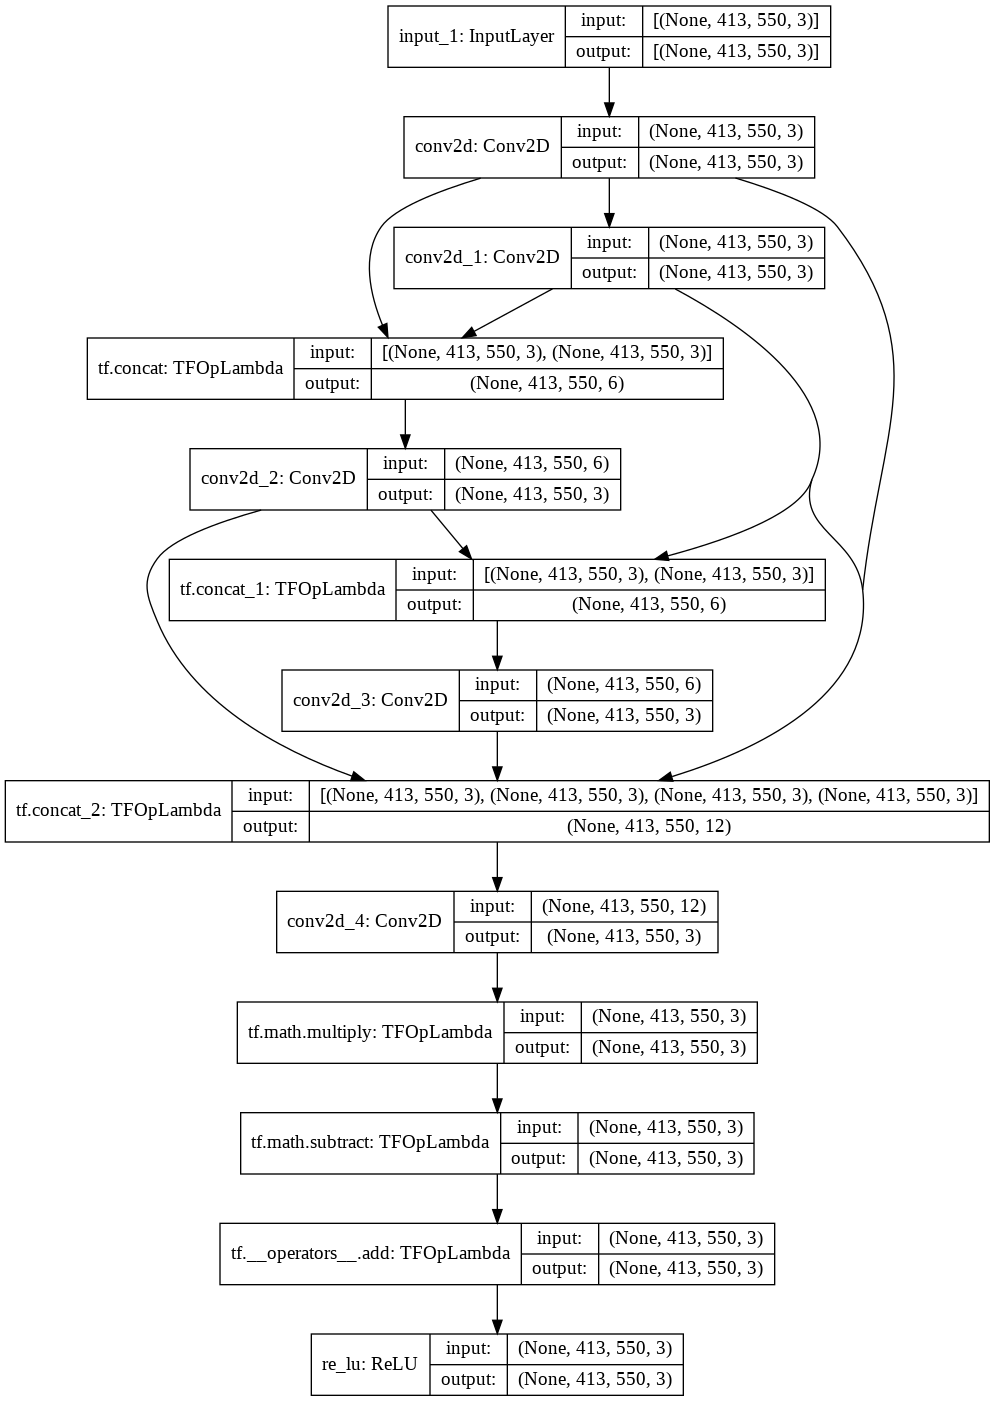 input_1: InputLayer
input: [(None, 413, 550, 3)]
output: [(None, 413, 550, 3)]
conv2d: Conv2D
input: (None, 413, 550, 3)
output: (None, 413, 550, 3)
conv2d_1: Conv2D
input: (None, 413, 550, 3)
output: (None, 413, 550, 3)
tf.concat: TFOpLambda
input: [(None, 413, 550, 3), (None, 413, 550, 3)]
output: (None, 413, 550, 6)
conv2d_2: Conv2D
input: (None, 413, 550, 6)
output: (None, 413, 550, 3)
tf.concat_1: TFOpLambda
input: [(None, 413, 550, 3), (None, 413, 550, 3)]
output: (None, 413, 550, 6)
conv2d_3: Conv2D
input: (None, 413, 550, 6)
output: (None, 413, 550, 3)
tf.concat_2: TFOpLambda
input: [(None, 413, 550, 3), (None, 413, 550, 3), (None, 413, 550, 3), (None, 413, 550, 3)]
output: (None, 413, 550, 12)
conv2d_4: Conv2D
input: (None, 413, 550, 12)
output: (None, 413, 550, 3)
tf.math.multiply: TFOpLambda
input: (None, 413, 550, 3)
output: (None, 413, 550, 3)
tf.math.subtract: TFOpLambda
input: (None, 413, 550, 3)
output: (None, 413, 550, 3)
tf.__operators__.add: TFOpLambda
input: (None, 413, 550, 3)
output: (None, 413, 550, 3)
re_lu: ReLU
input: (None, 413, 550, 3)
output: (None, 413, 550, 3)